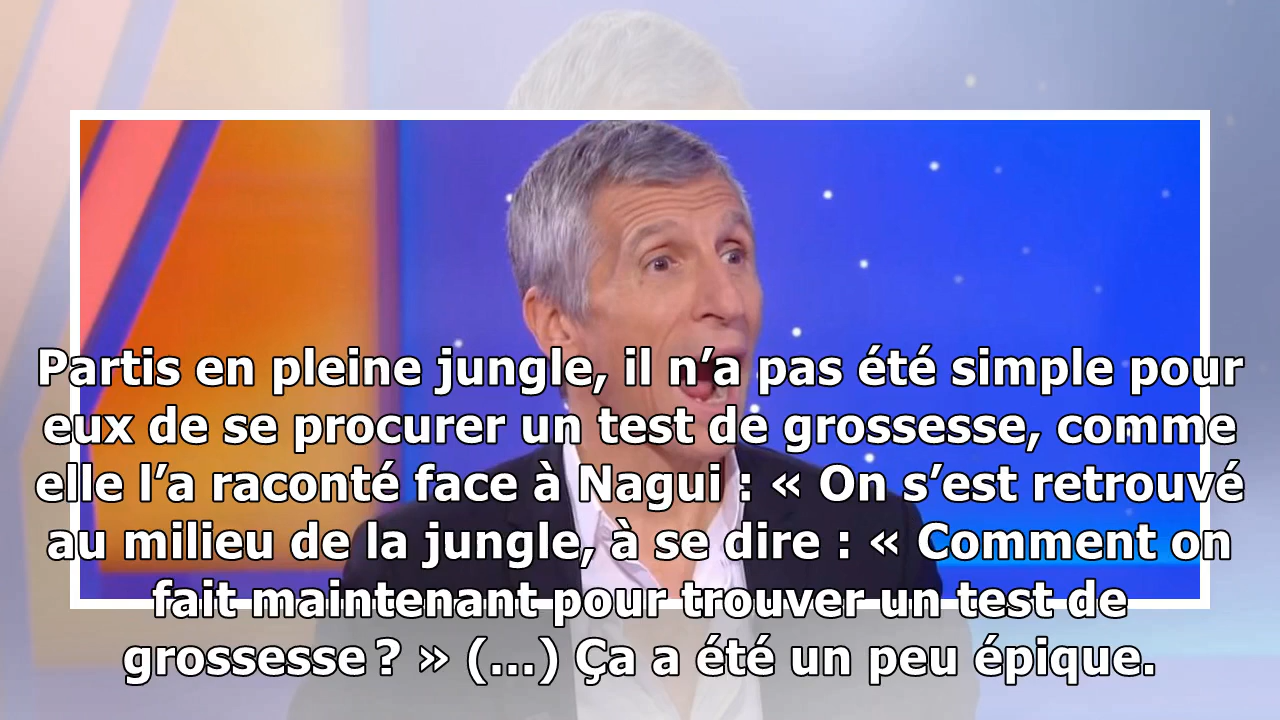 Partis en pleine jungle, il n’a pas été simple pour
eux de se procurer un test de grossesse, comme
elle l’a raconté face à Nagui : « On s’est retrouvé
au milieu de la jungle, à se dire : « Comment on
fait maintenant pour trouver un test de
grossesse ? » (...) Ça a été un peu épique.